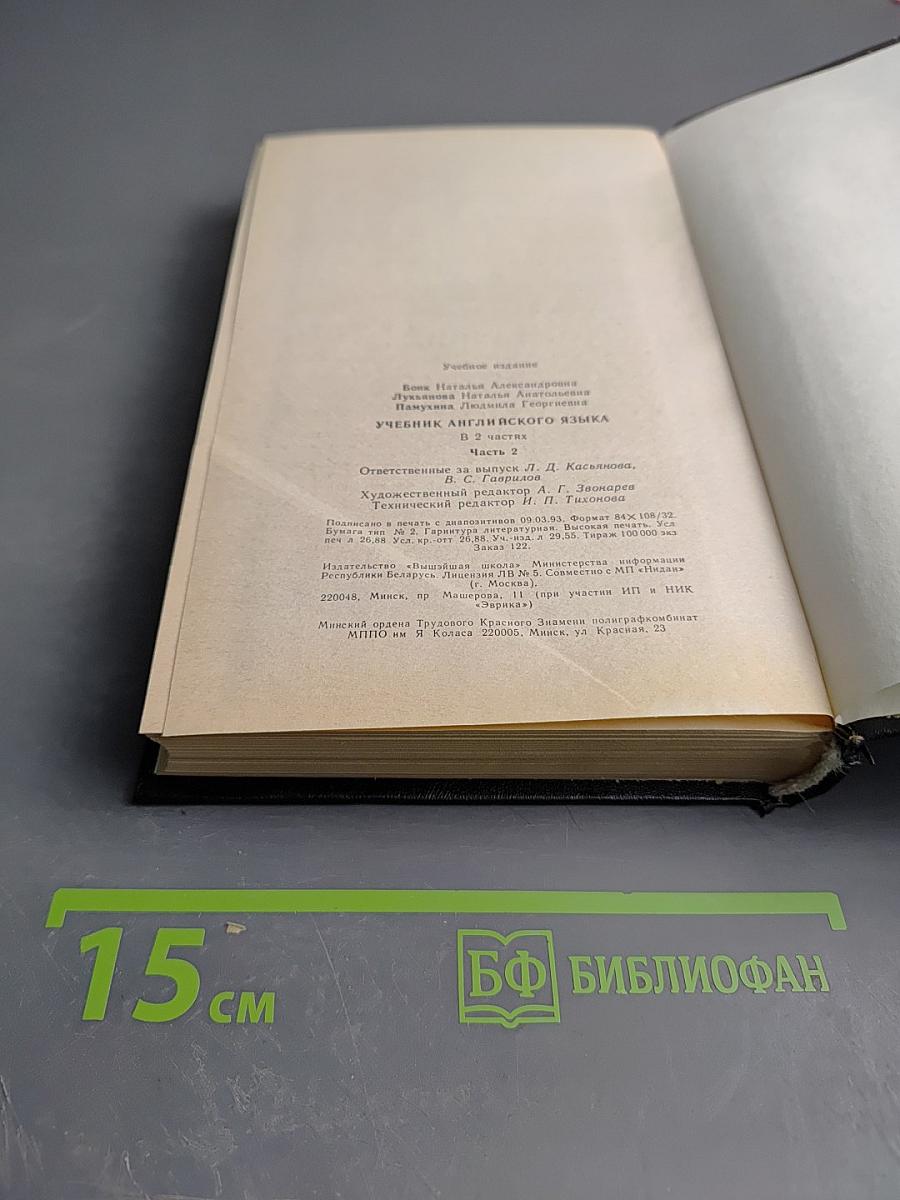 Учебное издание
Бонк Наталья Александровна
Лукьянова Наталья Анатольевна
Памухина Людмила Георгиевна
УЧЕБНИК АНГЛИЙСКОГО ЯЗЫКА
В 2 частях
Часть 2
Ответственные за выпуск Л. Д. Касьянова,
В. С. Гаврилов
Художественный редактор А. Г. Звонарев
Технический редактор И. П. Тихонова
Подписано в печать с диапозитивов 09.03.93. Формат 84×108/32.
Бумага тип № 2. Гарнитура литературная. Высокая печать. Усл
печ л 26,88 Усл. кр.-отт 26,88. Уч.-изд. л 29,55. Тираж 100 000 экз
Заказ 122.
Издательство «Вышэйшая школа» Министерства информации
Республики Беларусь. Лицензия ЛВ № 5. Совместно с МП «Нидан»
(г. Москва).
220048, Минск, пр Машерова, 11 (при участии ИП и НИК
«Эврика»)
Минский ордена Трудового Красного Знамени полиграфкомбинат
МППО им Я Коласа 220005, Минск, ул Красная, 23
15 см
БФ БИБЛИОФАН